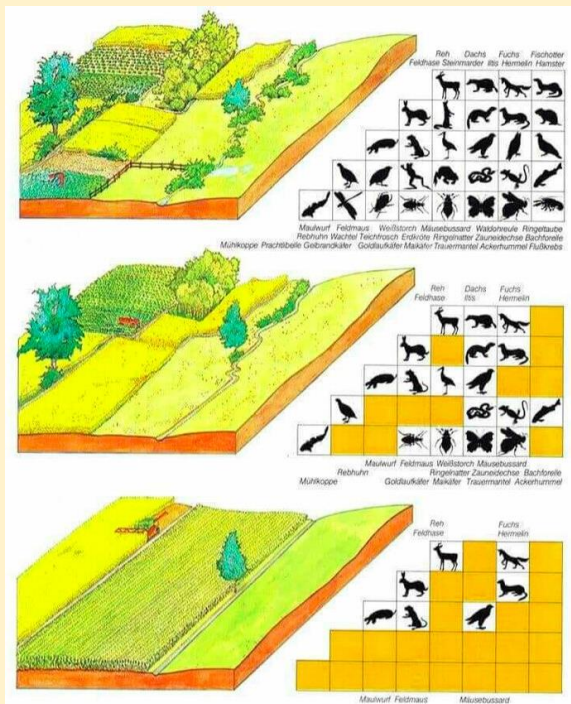 Reh Dachs Fuchs Fischotter
Feldhase Steinmarder Iltis Hermelin Hamster
Maulwurf Feldmaus Weißstorch Mäusebussard Waldohreule Ringeltaube
Rebhuhn Wachtel Teichfrosch Erdkröte Ringelnatter Zauneidechse Bachforelle
Mühlkoppe Prachtlibelle Gelbrandkäfer Goldlaufkäfer Maikäfer Trauermantel Ackerhummel Flußkrebs
Reh Dachs Fuchs
Feldhase Iltis Hermelin
Maulwurf Feldmaus Weißstorch Mäusebussard
Rebhuhn Ringelnatter Zauneidechse Bachforelle
Mühlkoppe Goldlaufkäfer Maikäfer Trauermantel Ackerhummel
Reh Fuchs
Feldhase Hermelin
Maulwurf Feldmaus Mäusebussard